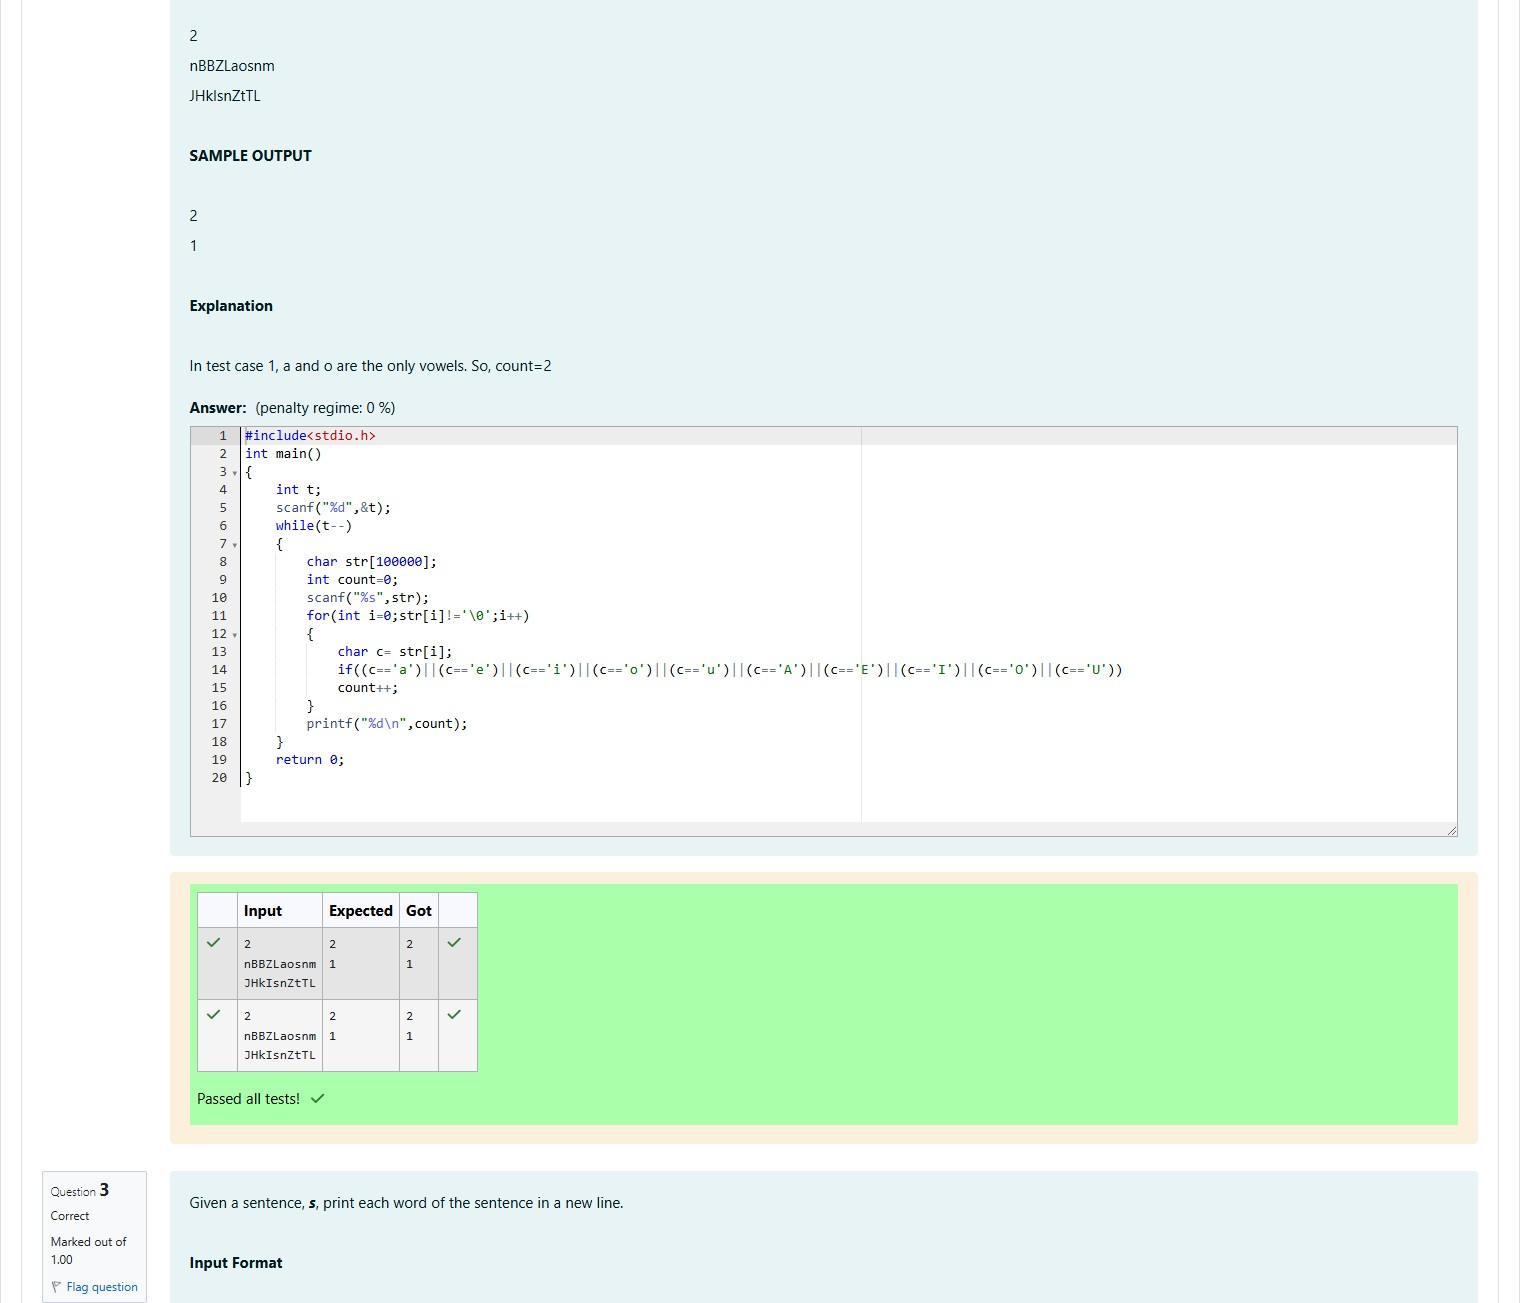 2
nBBZLaosnm
JHkIsnZtTL
SAMPLE OUTPUT
2
1
Explanation
In test case 1, a and o are the only vowels. So, count=2
Answer: (penalty regime: 0 %)
1 #include<stdio.h>
2 int main()
3 {
4     int t;
5     scanf("%d",&t);
6     while(t--)
7     {
8         char str[100000];
9         int count=0;
10         scanf("%s",str);
11         for(int i=0;str[i]!='\0';i++)
12         {
13             char c= str[i];
14             if((c=='a')||(c=='e')||(c=='i')||(c=='o')||(c=='u')||(c=='A')||(c=='E')||(c=='I')||(c=='O')||(c=='U'))
15             count++;
16         }
17         printf("%d\n",count);
18     }
19     return 0;
20 }
Input Expected Got
2 2 2
nBBZLaosnm 1 1
JHkIsnZtTL
2 2 2
nBBZLaosnm 1 1
JHkIsnZtTL
Passed all tests!
Question 3
Correct
Marked out of
1.00
Flag question
Given a sentence, s, print each word of the sentence in a new line.
Input Format